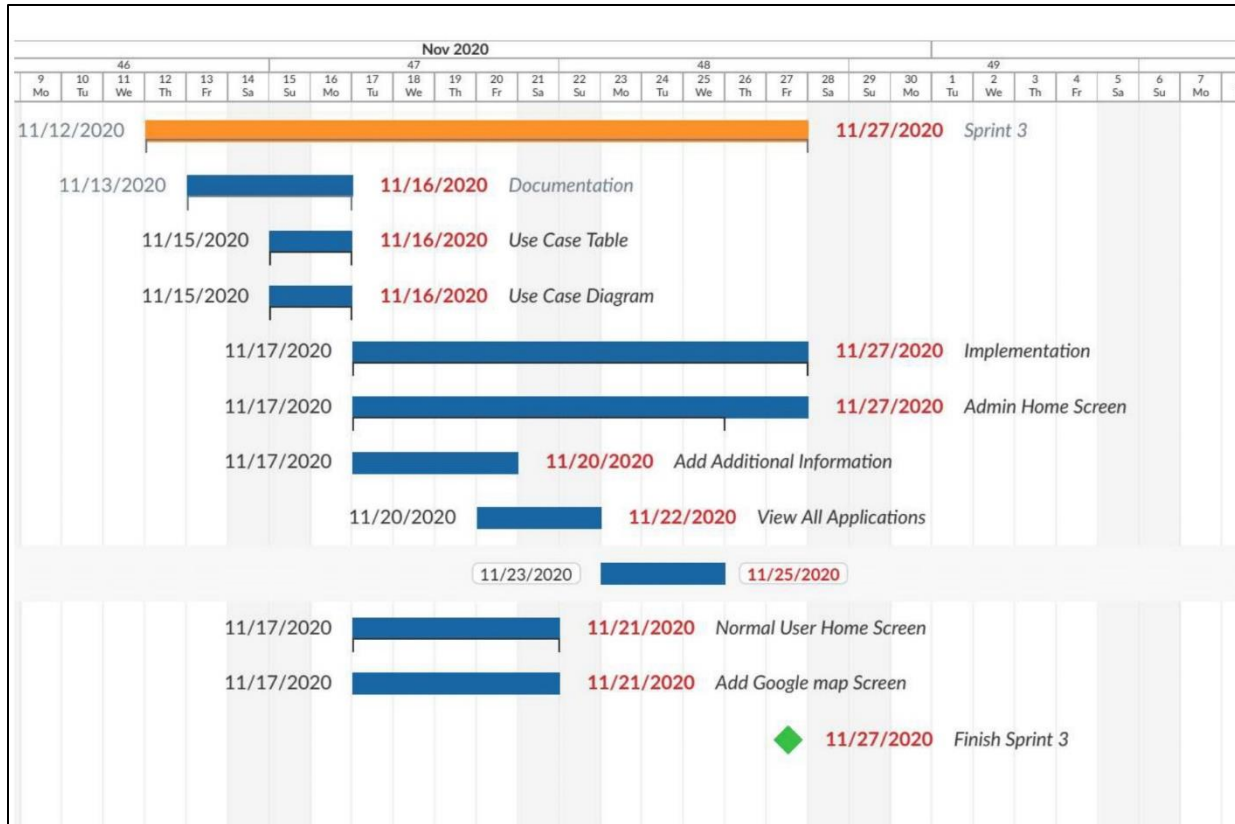 Nov 2020
46 47 48 49
9 10 11 12 13 14 15 16 17 18 19 20 21 22 23 24 25 26 27 28 29 30 1 2 3 4 5 6 7
Mo Tu We Th Fr Sa Su Mo Tu We Th Fr Sa Su Mo Tu We Th Fr Sa Su Mo Tu We Th Fr Sa Su Mo
11/12/2020 11/27/2020 Sprint 3
11/13/2020 11/16/2020 Documentation
11/15/2020 11/16/2020 Use Case Table
11/15/2020 11/16/2020 Use Case Diagram
11/17/2020 11/27/2020 Implementation
11/17/2020 11/27/2020 Admin Home Screen
11/17/2020 11/20/2020 Add Additional Information
11/20/2020 11/22/2020 View All Applications
11/23/2020 11/25/2020
11/17/2020 11/21/2020 Normal User Home Screen
11/17/2020 11/21/2020 Add Google map Screen
11/27/2020 Finish Sprint 3